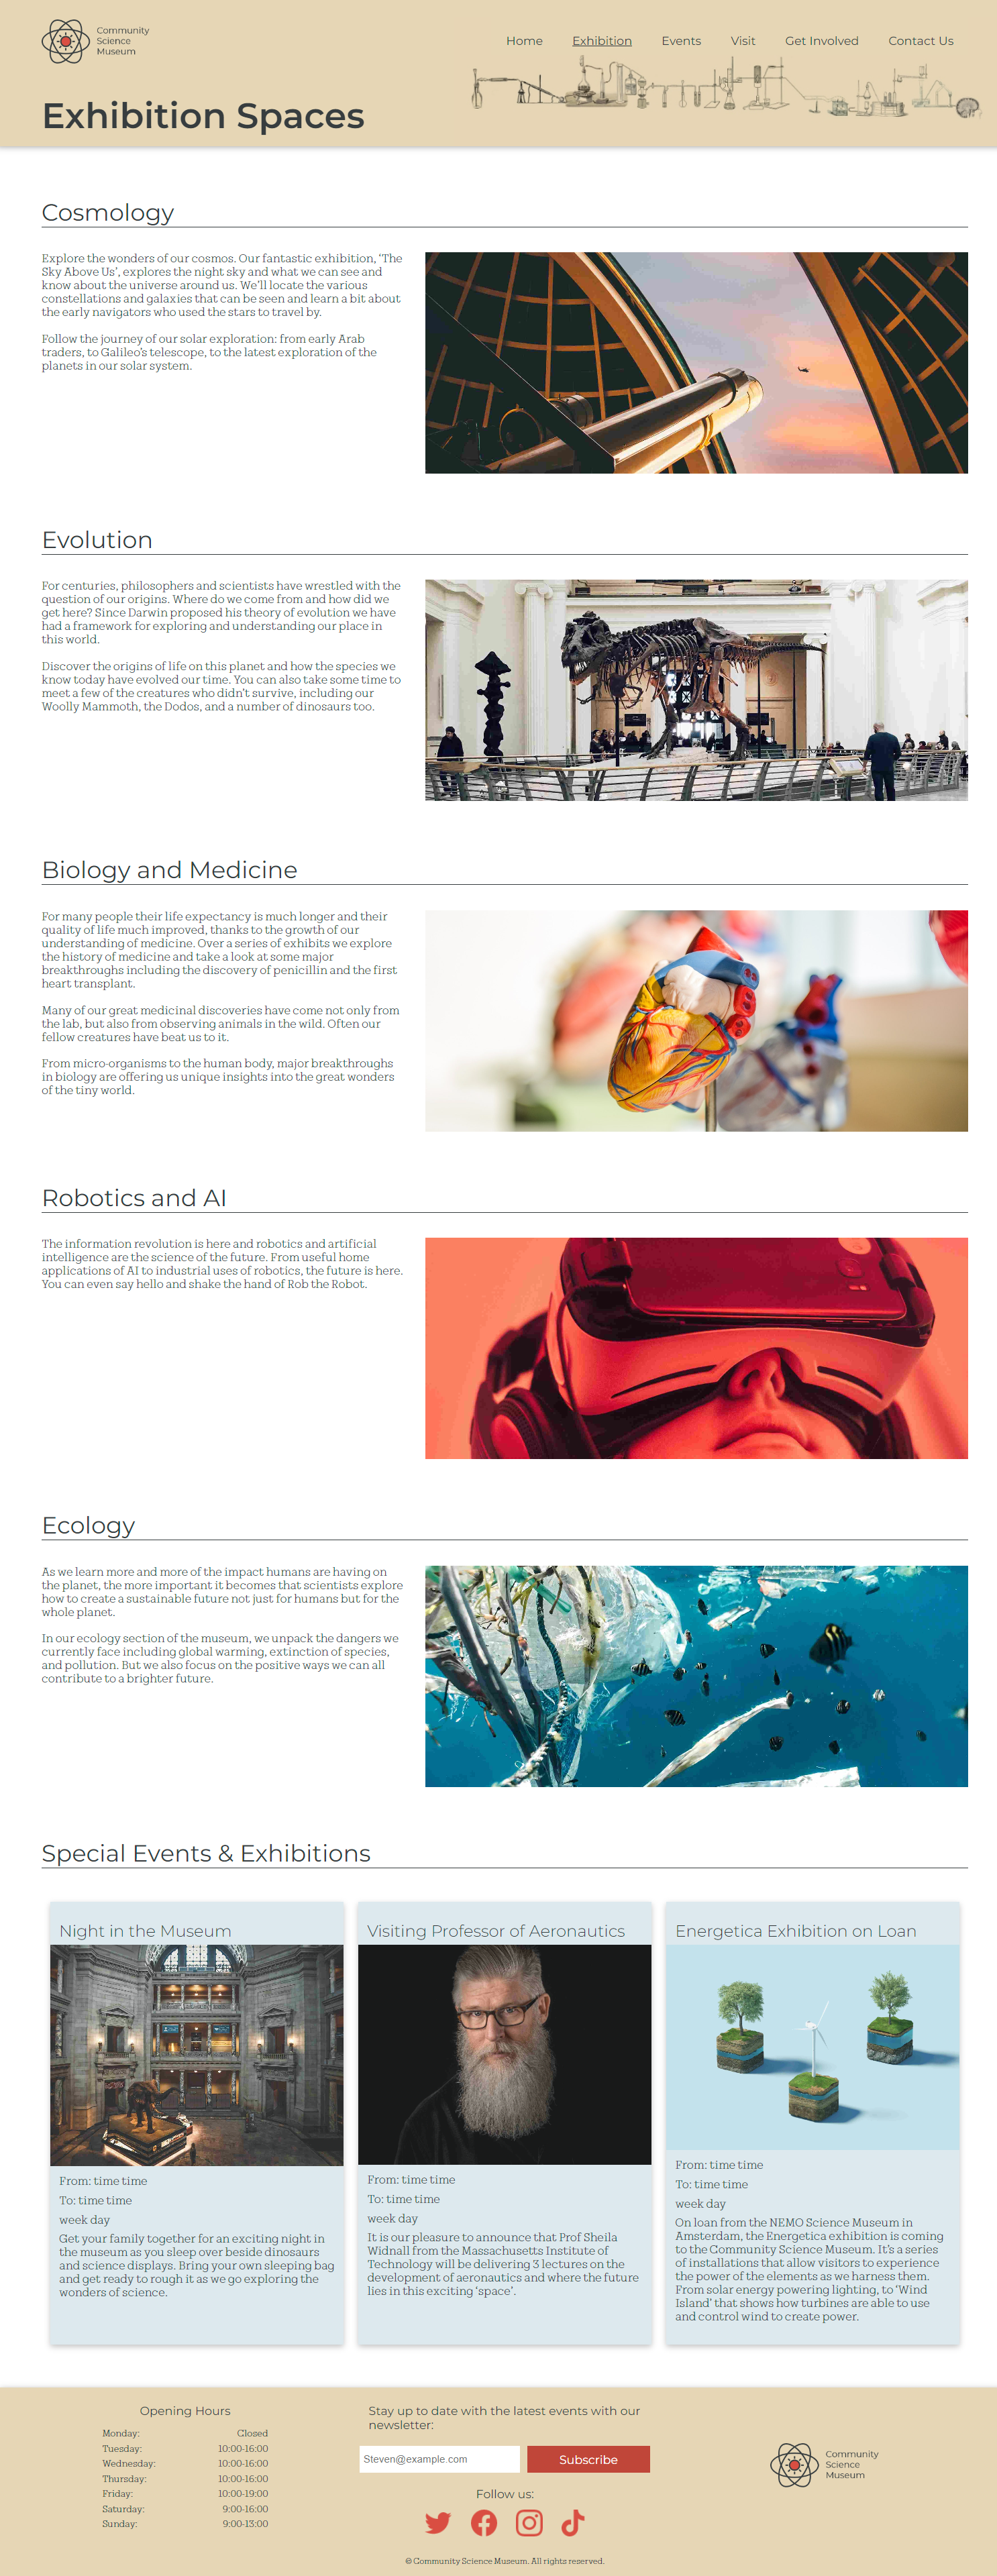 Community
Science
Museum
Home Exhibition Events Visit Get Involved Contact Us
Exhibition Spaces
Cosmology
Explore the wonders of our cosmos. Our fantastic exhibition, ‘The
Sky Above Us’, explores the night sky and what we can see and
know about the universe around us. We’ll locate the various
constellations and galaxies that can be seen and learn a bit about
the early navigators who used the stars to travel by.
Follow the journey of our solar exploration: from early Arab
traders, to Galileo’s telescope, to the latest exploration of the
planets in our solar system.
Evolution
For centuries, philosophers and scientists have wrestled with the
question of our origins. Where do we come from and how did we
get here? Since Darwin proposed his theory of evolution we have
had a framework for exploring and understanding our place in
this world.
Discover the origins of life on this planet and how the species we
know today have evolved our time. You can also take some time to
meet a few of the creatures who didn’t survive, including our
Woolly Mammoth, the Dodos, and a number of dinosaurs too.
Biology and Medicine
For many people their life expectancy is much longer and their
quality of life much improved, thanks to the growth of our
understanding of medicine. Over a series of exhibits we explore
the history of medicine and take a look at some major
breakthroughs including the discovery of penicillin and the first
heart transplant.
Many of our great medicinal discoveries have come not only from
the lab, but also from observing animals in the wild. Often our
fellow creatures have beat us to it.
From micro-organisms to the human body, major breakthroughs
in biology are offering us unique insights into the great wonders
of the tiny world.
Robotics and AI
The information revolution is here and robotics and artificial
intelligence are the science of the future. From useful home
applications of AI to industrial uses of robotics, the future is here.
You can even say hello and shake the hand of Rob the Robot.
Ecology
As we learn more and more of the impact humans are having on
the planet, the more important it becomes that scientists explore
how to create a sustainable future not just for humans but for the
whole planet.
In our ecology section of the museum, we unpack the dangers we
currently face including global warming, extinction of species,
and pollution. But we also focus on the positive ways we can all
contribute to a brighter future.
Special Events & Exhibitions
Night in the Museum
From: time time
To: time time
week day
Get your family together for an exciting night in
the museum as you sleep over beside dinosaurs
and science displays. Bring your own sleeping bag
and get ready to rough it as we go exploring the
wonders of science.
Visiting Professor of Aeronautics
From: time time
To: time time
week day
It is our pleasure to announce that Prof Sheila
Widnall from the Massachusetts Institute of
Technology will be delivering 3 lectures on the
development of aeronautics and where the future
lies in this exciting ‘space’.
Energetica Exhibition on Loan
From: time time
To: time time
week day
On loan from the NEMO Science Museum in
Amsterdam, the Energetica exhibition is coming
to the Community Science Museum. It’s a series
of installations that allow visitors to experience
the power of the elements as we harness them.
From solar energy powering lighting, to ‘Wind
Island’ that shows how turbines are able to use
and control wind to create power.
Opening Hours
Monday: Closed
Tuesday: 10:00-16:00
Wednesday: 10:00-16:00
Thursday: 10:00-16:00
Friday: 10:00-19:00
Saturday: 9:00-16:00
Sunday: 9:00-13:00
Stay up to date with the latest events with our
newsletter:
Steven@example.com
Subscribe
Follow us:
Community
Science
Museum
© Community Science Museum. All rights reserved.